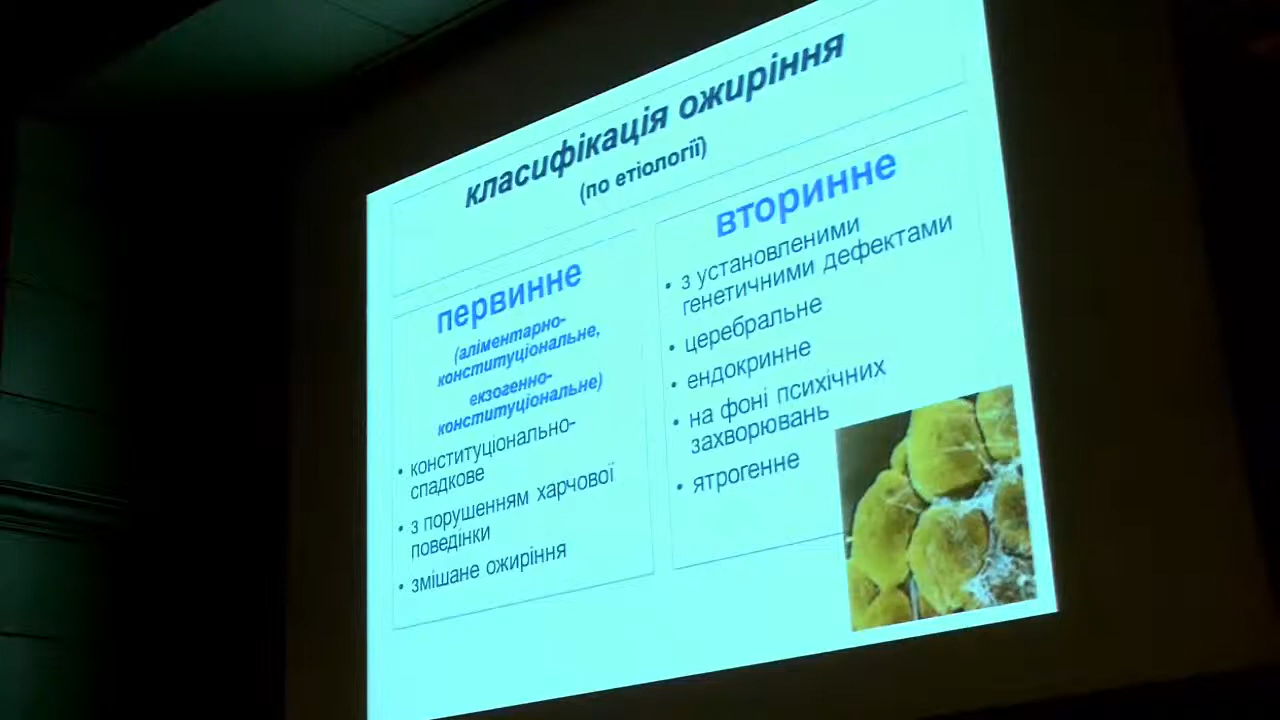 класифікація ожиріння
(по етіології)
первинне
(аліментарно-
конституціональне,
екзогенно-
конституціональне)
• конституціонально-
спадкове
• з порушенням харчової
поведінки
• змішане ожиріння
вторинне
• з установленими
генетичними дефектами
• церебральне
• ендокринне
• на фоні психічних
захворювань
• ятрогенне